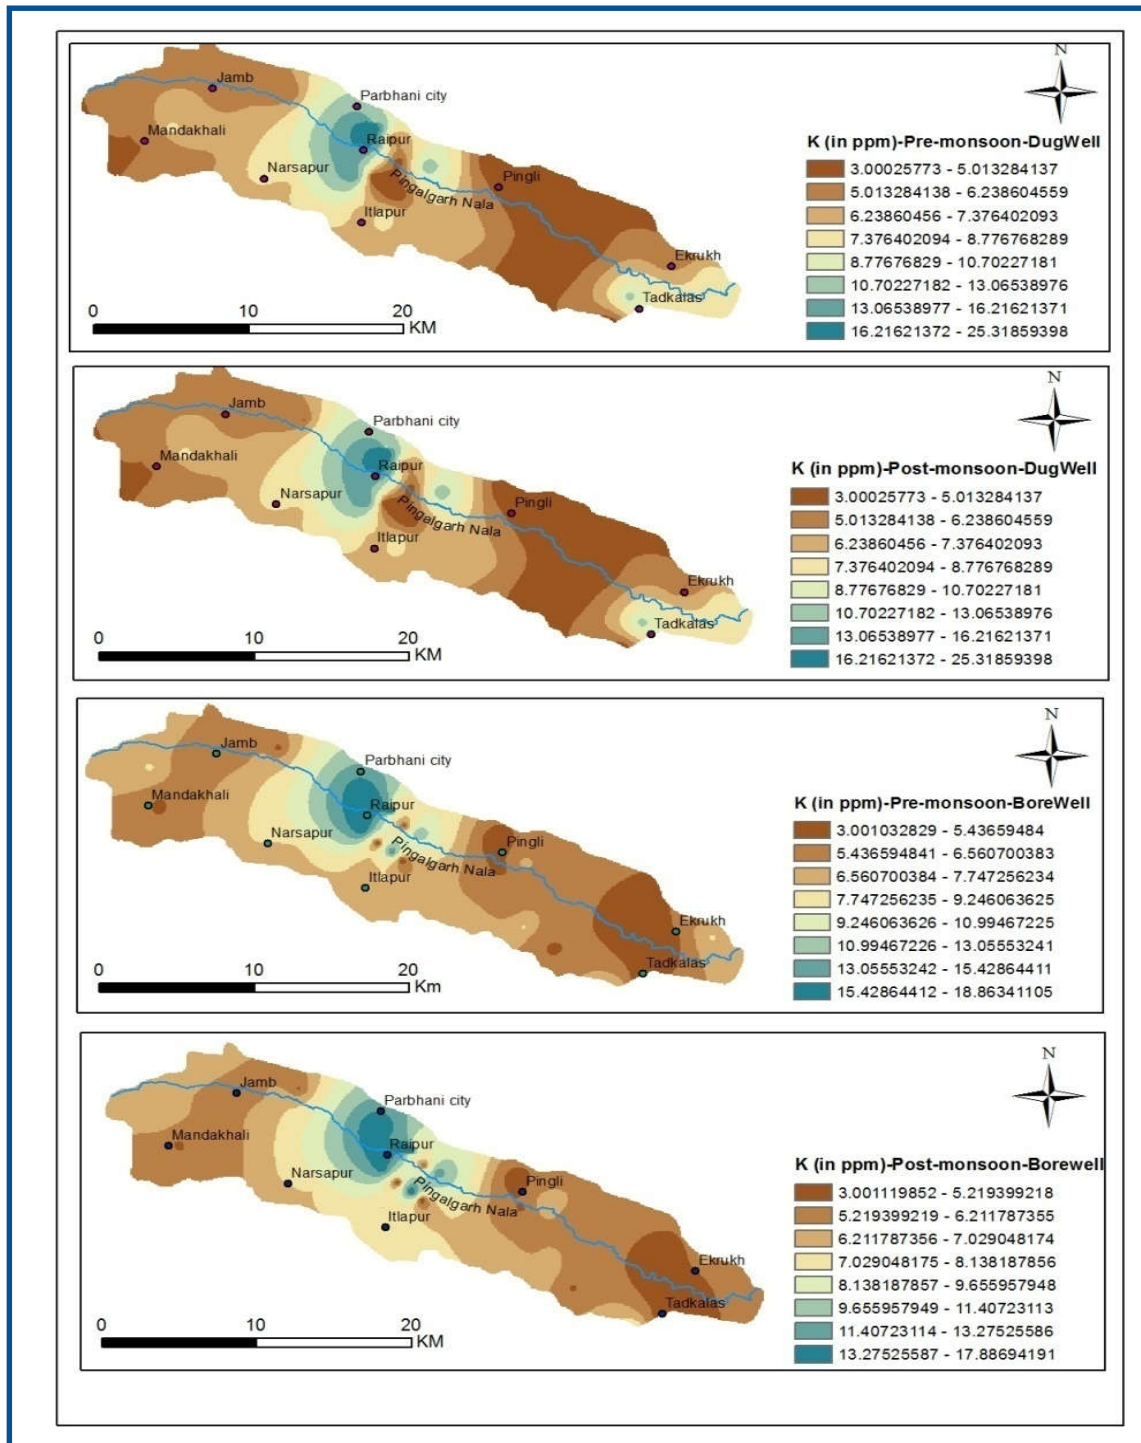 N
Jamb
Parbhani city
Mandakhali
Raipur
Narsapur
Pingalgarh Nala
Pingli
Itlapur
Ekrukh
Tadkalas
0 10 20
KM
K (in ppm)-Pre-monsoon-DugWell
3.00025773 - 5.013284137
5.013284138 - 6.238604559
6.23860456 - 7.376402093
7.376402094 - 8.776768289
8.77676829 - 10.70227181
10.70227182 - 13.06538976
13.06538977 - 16.21621371
16.21621372 - 25.31859398
N
Jamb
Parbhani city
Mandakhali
Raipur
Narsapur
Pingalgarh Nala
Pingli
Itlapur
Ekrukh
Tadkalas
0 10 20
KM
K (in ppm)-Post-monsoon-DugWell
3.00025773 - 5.013284137
5.013284138 - 6.238604559
6.23860456 - 7.376402093
7.376402094 - 8.776768289
8.77676829 - 10.70227181
10.70227182 - 13.06538976
13.06538977 - 16.21621371
16.21621372 - 25.31859398
N
Jamb
Parbhani city
Mandakhali
Raipur
Narsapur
Pingalgarh Nala
Pingli
Itlapur
Ekrukh
Tadkalas
0 10 20
Km
K (in ppm)-Pre-monsoon-BoreWell
3.001032829 - 5.43659484
5.436594841 - 6.560700383
6.560700384 - 7.747256234
7.747256235 - 9.246063625
9.246063626 - 10.99467225
10.99467226 - 13.05553241
13.05553242 - 15.42864411
15.42864412 - 18.86341105
N
Jamb
Parbhani city
Mandakhali
Raipur
Narsapur
Pingalgarh Nala
Pingli
Itlapur
Ekrukh
Tadkalas
0 10 20
KM
K (in ppm)-Post-monsoon-Borewell
3.001119852 - 5.219399218
5.219399219 - 6.211787355
6.211787356 - 7.029048174
7.029048175 - 8.138187856
8.138187857 - 9.655957948
9.655957949 - 11.40723113
11.40723114 - 13.27525586
13.27525587 - 17.88694191